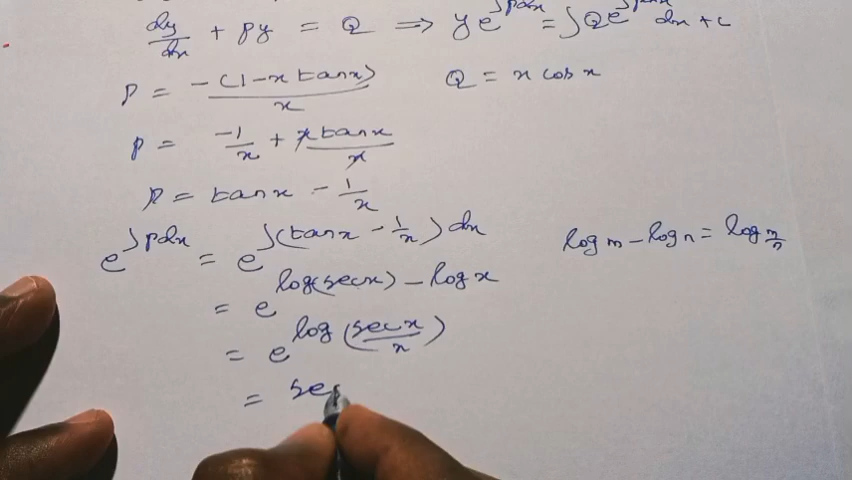 dy/dx + py = Q ⟹ y e^∫pdx = ∫Q e^∫pdx dx + c
P = -(1-x tanx)/x Q = x cos x
p = -1/x + x tanx/x
p = tanx - 1/x
e^∫pdx = e^∫(tanx - 1/x) dx
log m - log n = log m/n
= e^log(secx) - log x
= e^log(secx/x)
= sec